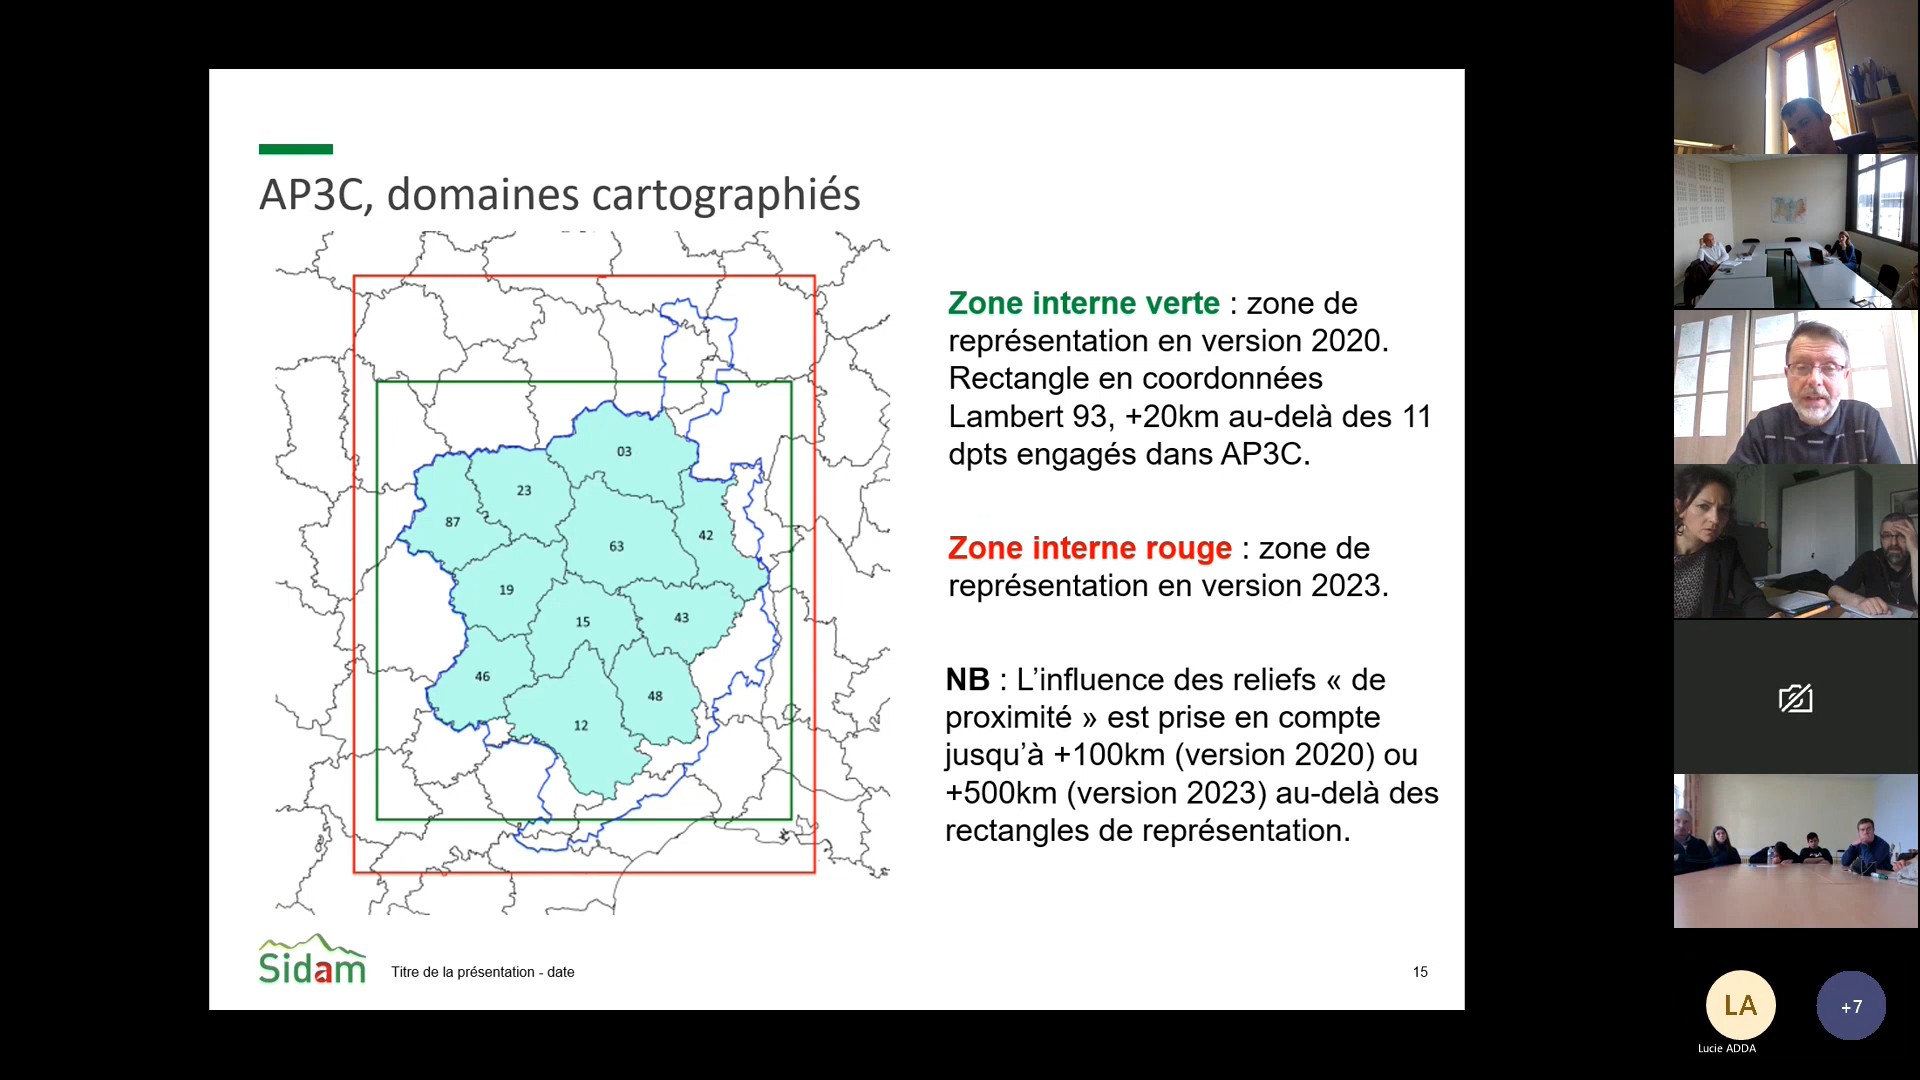 AP3C, domaines cartographiés
03
23
87
42
63
19
15
43
46
48
12
Zone interne verte : zone de
représentation en version 2020.
Rectangle en coordonnées
Lambert 93, +20km au-delà des 11
dpts engagés dans AP3C.
Zone interne rouge : zone de
représentation en version 2023.
NB : L’influence des reliefs « de
proximité » est prise en compte
jusqu’à +100km (version 2020) ou
+500km (version 2023) au-delà des
rectangles de représentation.
Sidam
Titre de la présentation - date
15
LA
+7
Lucie ADDA